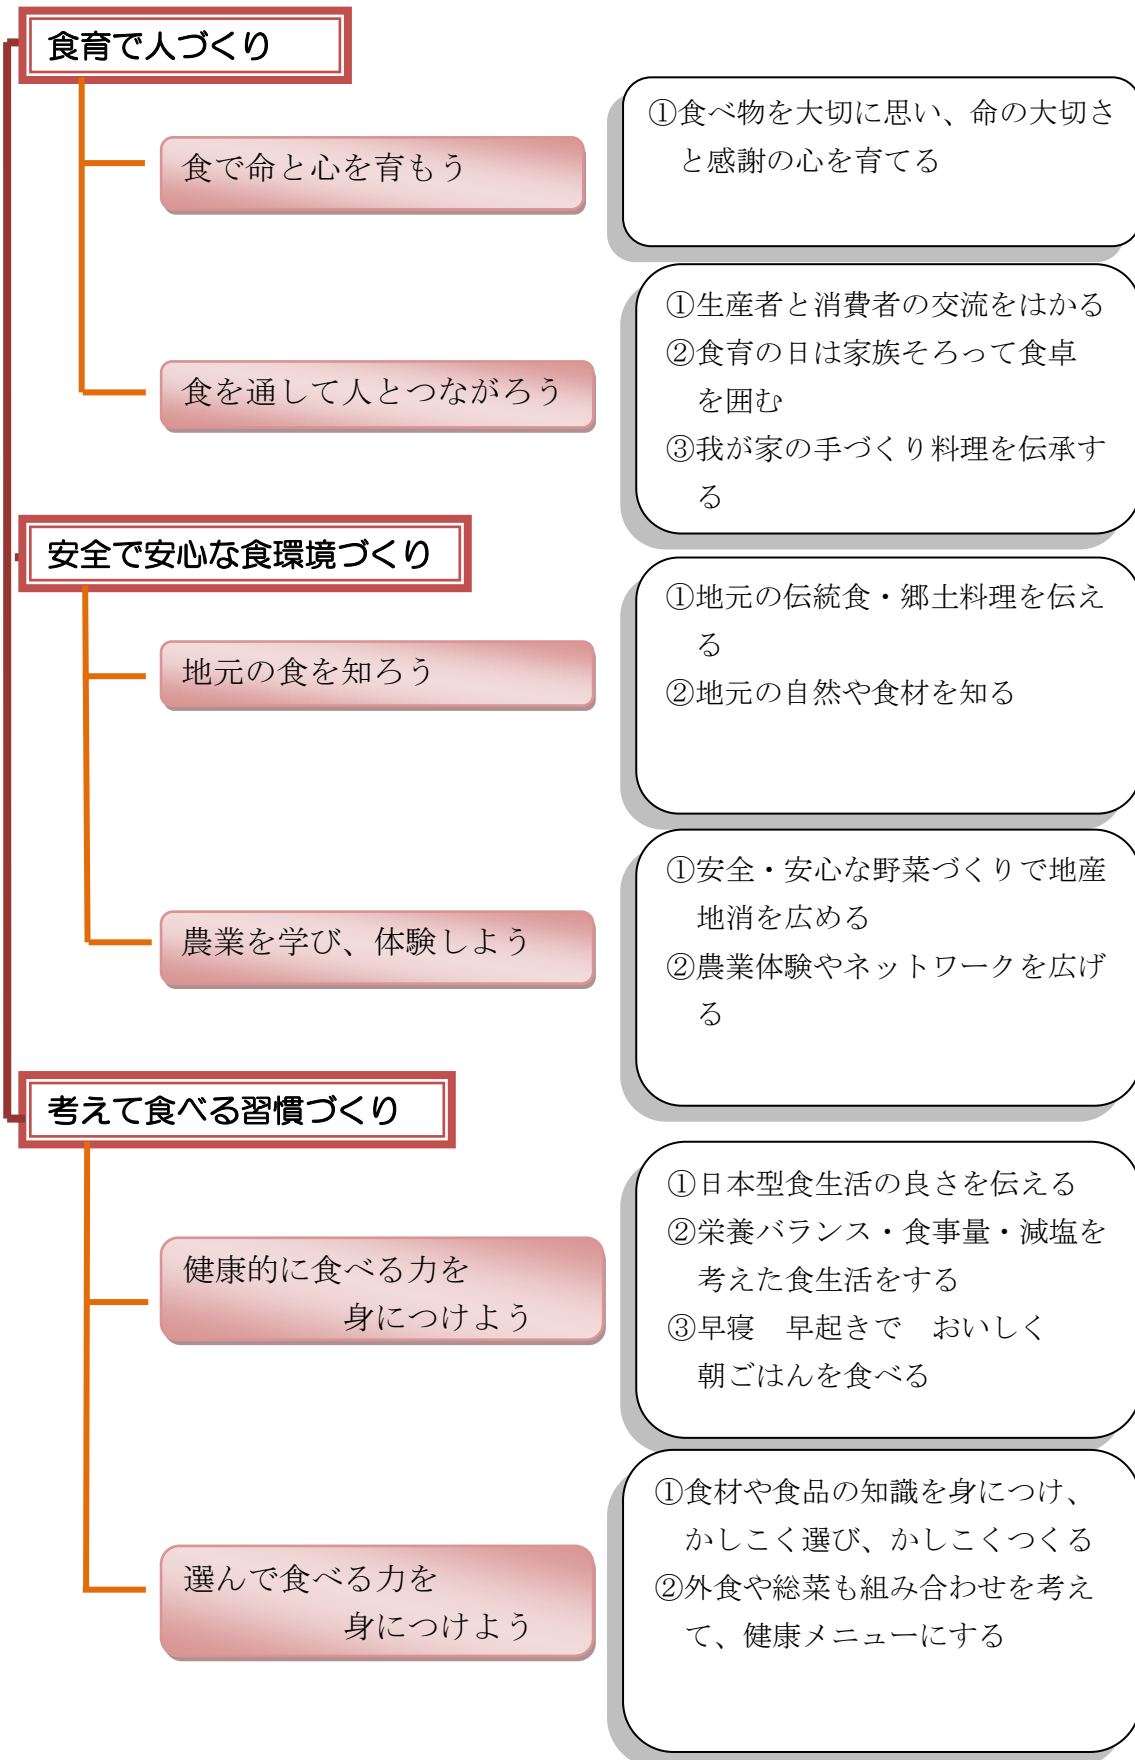 食育で人づくり
食で命と心を育もう
①食べ物を大切に思い、命の大切さ
と感謝の心を育てる
食を通して人とつながろう
①生産者と消費者の交流をはかる
②食育の日は家族そろって食卓
を囲む
③我が家の手づくり料理を伝承す
る
安全で安心な食環境づくり
地元の食を知ろう
①地元の伝統食・郷土料理を伝え
る
②地元の自然や食材を知る
農業を学び、体験しよう
①安全・安心な野菜づくりで地産
地消を広める
②農業体験やネットワークを広げ
る
考えて食べる習慣づくり
健康的に食べる力を
身につけよう
①日本型食生活の良さを伝える
②栄養バランス・食事量・減塩を
考えた食生活をする
③早寝　早起きで　おいしく
朝ごはんを食べる
選んで食べる力を
身につけよう
①食材や食品の知識を身につけ、
かしこく選び、かしこくつくる
②外食や総菜も組み合わせを考え
て、健康メニューにする